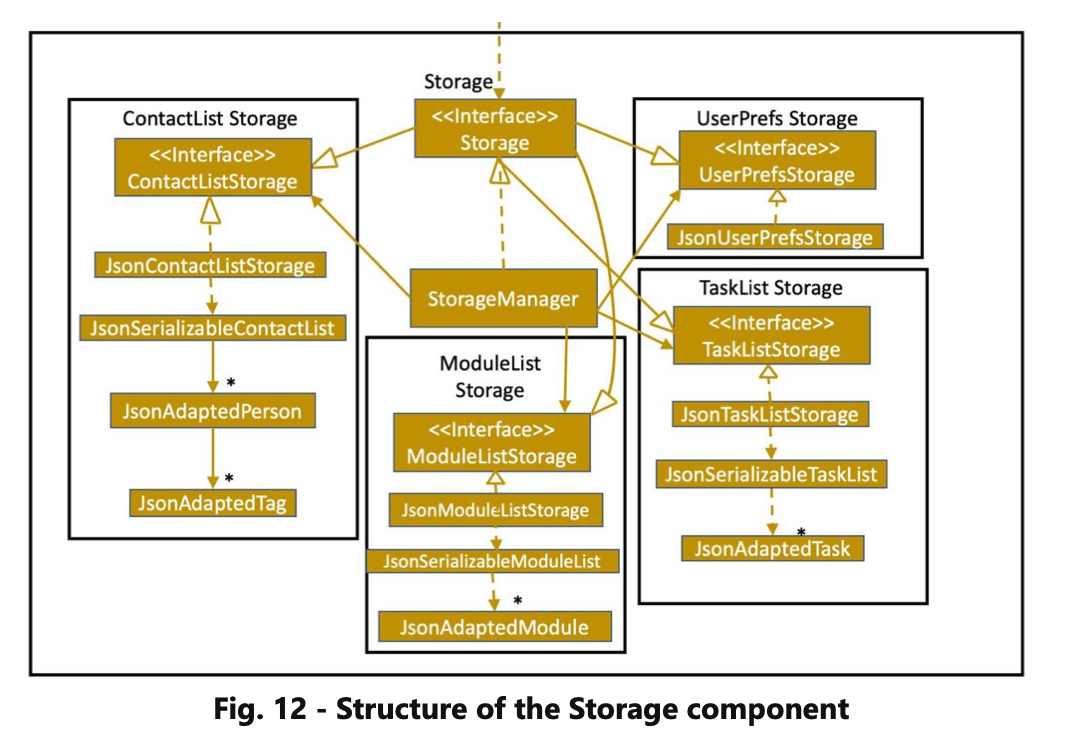 Storage
<<Interface>>
Storage
ContactList Storage
<<Interface>>
ContactListStorage
JsonContactListStorage
JsonSerializableContactList
*
JsonAdaptedPerson
*
JsonAdaptedTag
StorageManager
ModuleList
Storage
<<Interface>>
ModuleListStorage
JsonModuleListStorage
JsonSerializableModuleList
*
JsonAdaptedModule
UserPrefs Storage
<<Interface>>
UserPrefsStorage
JsonUserPrefsStorage
TaskList Storage
<<Interface>>
TaskListStorage
JsonTaskListStorage
JsonSerializableTaskList
*
JsonAdaptedTask
Fig. 12 - Structure of the Storage component